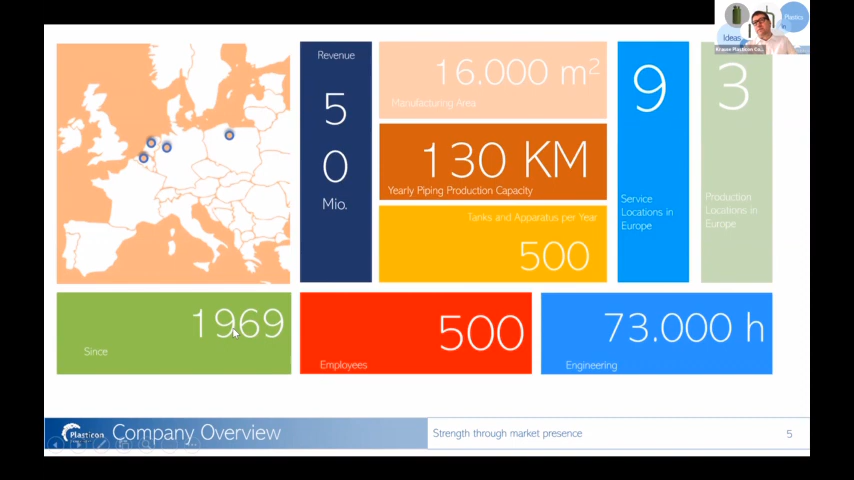 Revenue
5
0
Mio.
16.000 m²
Manufacturing Area
130 KM
Yearly Piping Production Capacity
Tanks and Apparatus per Year
500
9
Service
Locations in
Europe
3
Production
Locations in
Europe
1969
Since
500
Employees
73.000 h
Engineering
Plasticon
Company Overview
Strength through market presence
5
Ideas
Plastics